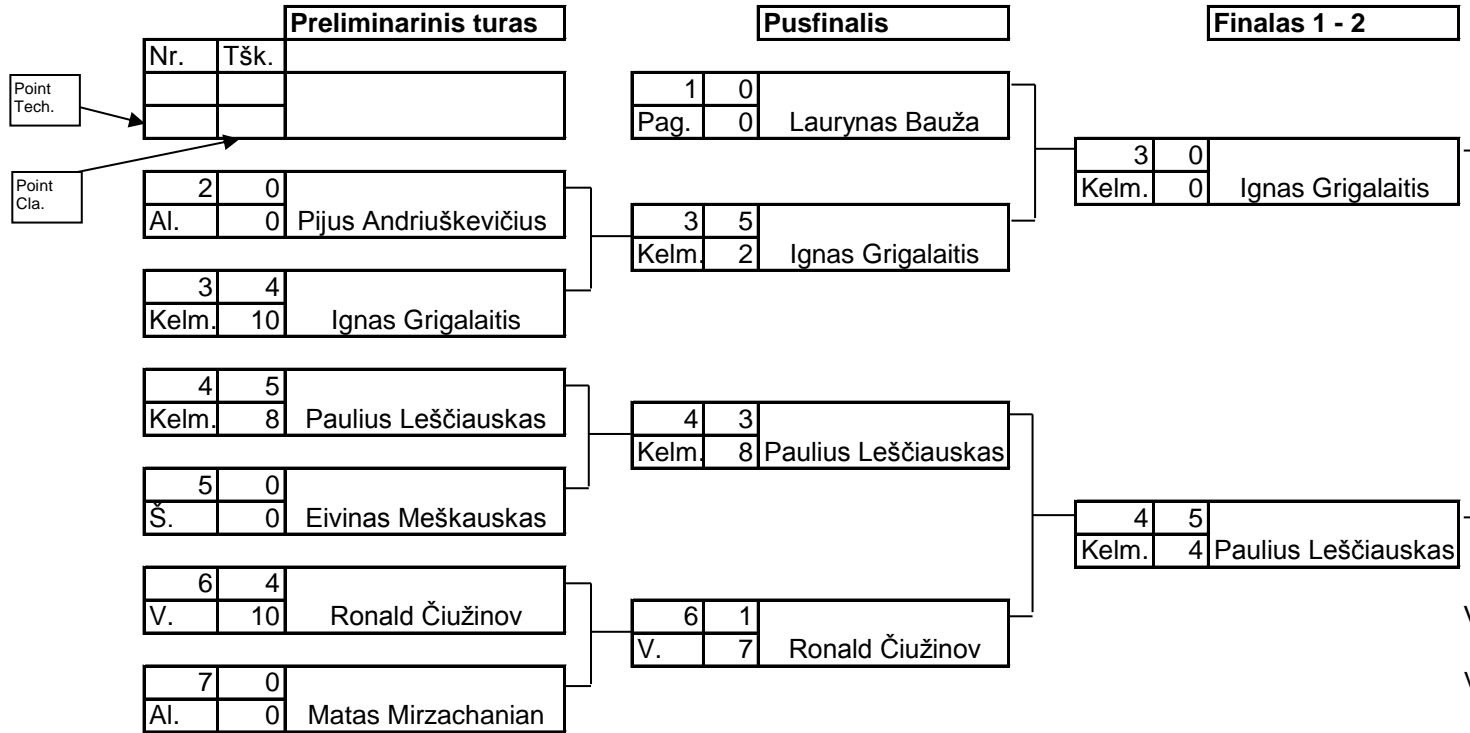 Preliminarinis turas
Pusfinalis
Finalas 1 - 2
Nr. Tšk.
Point
Tech.
Point
Cla.
2 0
Al. 0 Pijus Andriuškevičius
3 4
Kelm. 10 Ignas Grigalaitis
4 5
Kelm. 8 Paulius Leščiauskas
5 0
Š. 0 Eivinas Meškauskas
6 4
V. 10 Ronald Čiužinov
7 0
Al. 0 Matas Mirzachanian
1 0
Pag. 0 Laurynas Bauža
3 5
Kelm. 2 Ignas Grigalaitis
4 3
Kelm. 8 Paulius Leščiauskas
6 1
V. 7 Ronald Čiužinov
3 0
Kelm. 0 Ignas Grigalaitis
4 5
Kelm. 4 Paulius Leščiauskas